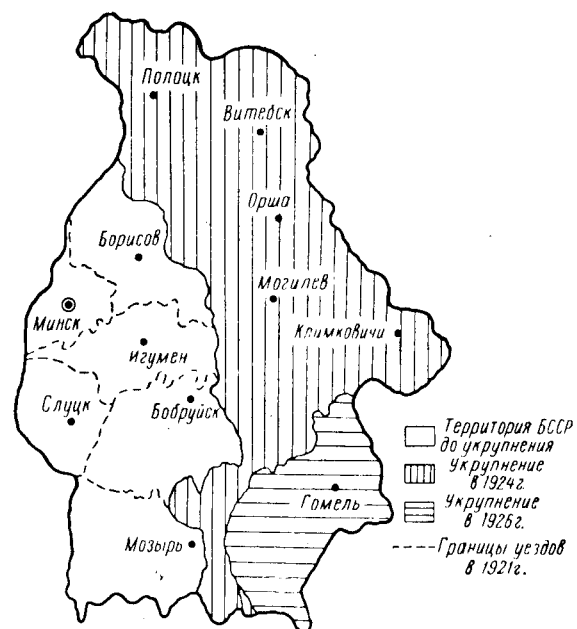 Полоцк
Витебск
Орша
Борисов
Могилев
Минск
Климковичи
Игумен
Слуцк
Бобруйск
Гомель
Мозырь
Территория БССР
до укрупнения
Укрупнение
в 1924г.
Укрупнение
в 1926г.
Границы уездов
в 1921г.